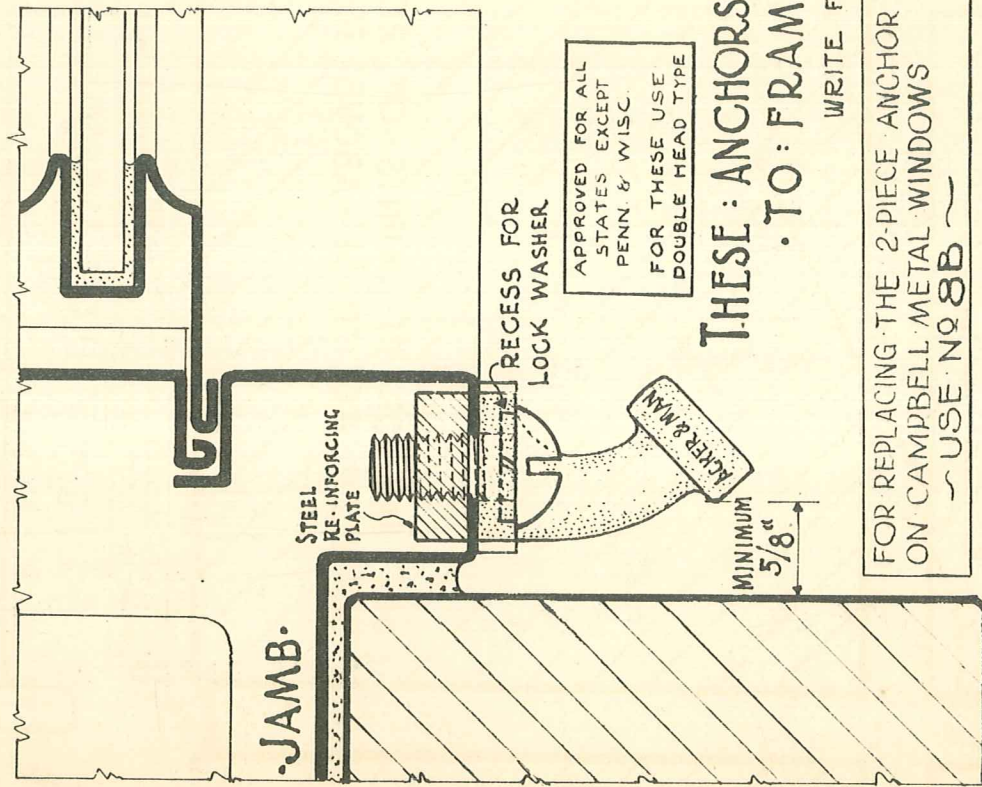 ·JAMB·
STEEL
RE-INFORCING
PLATE
RECESS FOR
LOCK WASHER
ACKER & MAN
MINIMUM
5/8"
APPROVED FOR ALL
STATES EXCEPT
PENN. & WISC.
FOR THESE USE
DOUBLE HEAD TYPE
THESE : ANCHORS
· TO : FRAM
WRITE F
FOR REPLACING THE 2-PIECE ANCHOR
ON CAMPBELL METAL WINDOWS
~ USE Nº 8B ~